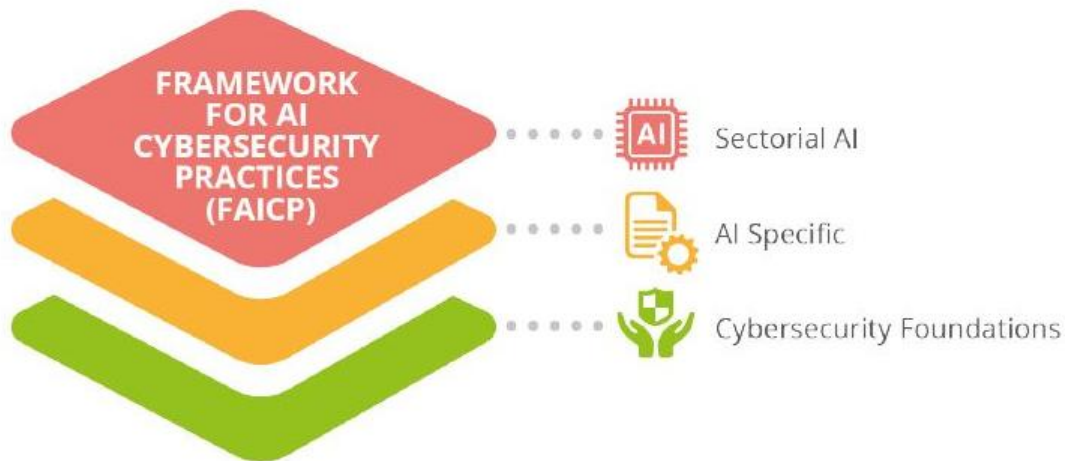 FRAMEWORK
FOR AI
CYBERSECURITY
PRACTICES
(FAICP)
AI
Sectorial AI
AI Specific
Cybersecurity Foundations